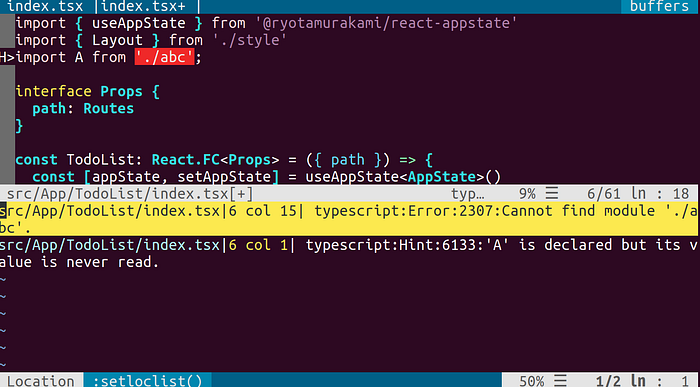 index.tsx |index.tsx+ | buffers
import { useAppState } from '@ryotamurakami/react-appstate'
import { Layout } from './style'
H>import A from './abc';
interface Props {
path: Routes
}
const TodoList: React.FC<Props> = ({ path }) => {
const [appState, setAppState] = useAppState<AppState>()
src/App/TodoList/index.tsx[+] typ… 9% ☰ 6/61 ln : 18
src/App/TodoList/index.tsx|6 col 15| typescript:Error:2307:Cannot find module './a
bc'.
src/App/TodoList/index.tsx|6 col 1| typescript:Hint:6133:'A' is declared but its v
alue is never read.
~
~
~
~
~
Location :setloclist() 50% ☰ 1/2 ln : 1